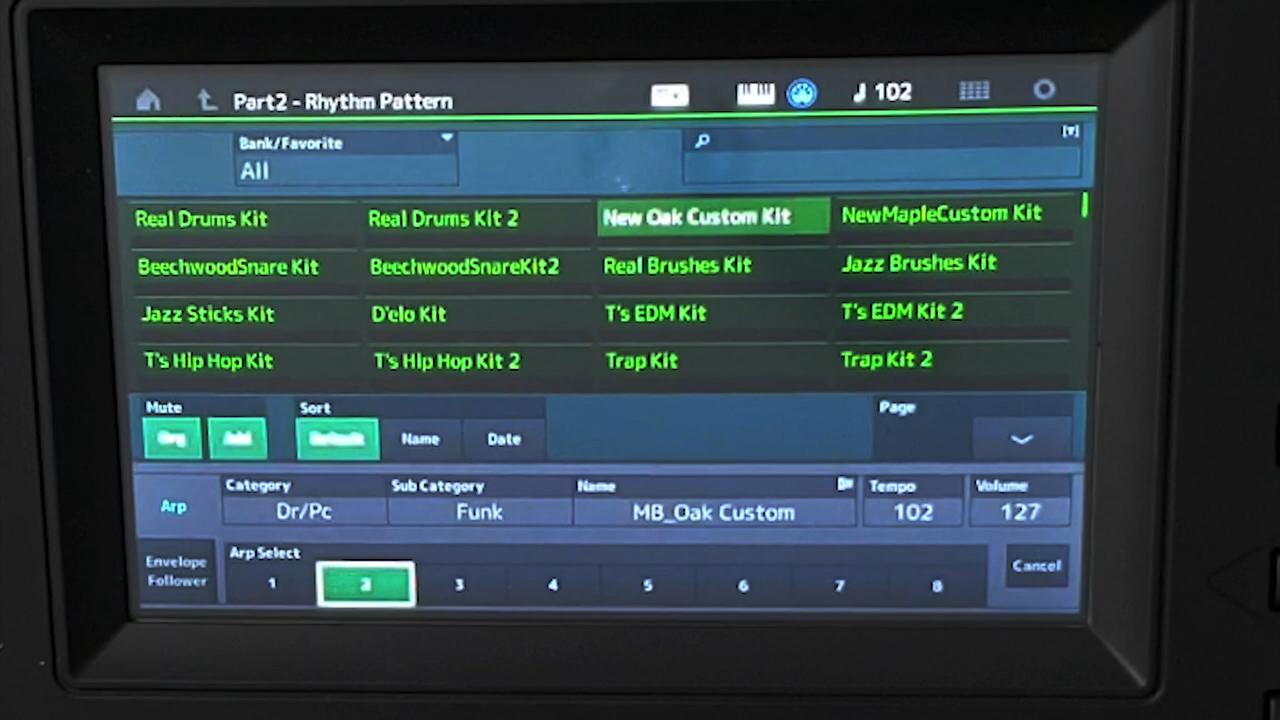 Part2 - Rhythm Pattern
102
Bank/Favorite
All
Real Drums Kit
Real Drums Kit 2
New Oak Custom Kit
NewMapleCustom Kit
BeechwoodSnare Kit
BeechwoodSnareKit2
Real Brushes Kit
Jazz Brushes Kit
Jazz Sticks Kit
D'elo Kit
T's EDM Kit
T's EDM Kit 2
T's Hip Hop Kit
T's Hip Hop Kit 2
Trap Kit
Trap Kit 2
Mute
Sort
Page
Org
Add
Default
Name
Date
Arp
Category
Dr/Pc
Sub Category
Funk
Name
MB_Oak Custom
Tempo
102
Volume
127
Envelope
Follower
Arp Select
1
2
3
4
5
6
7
8
Cancel